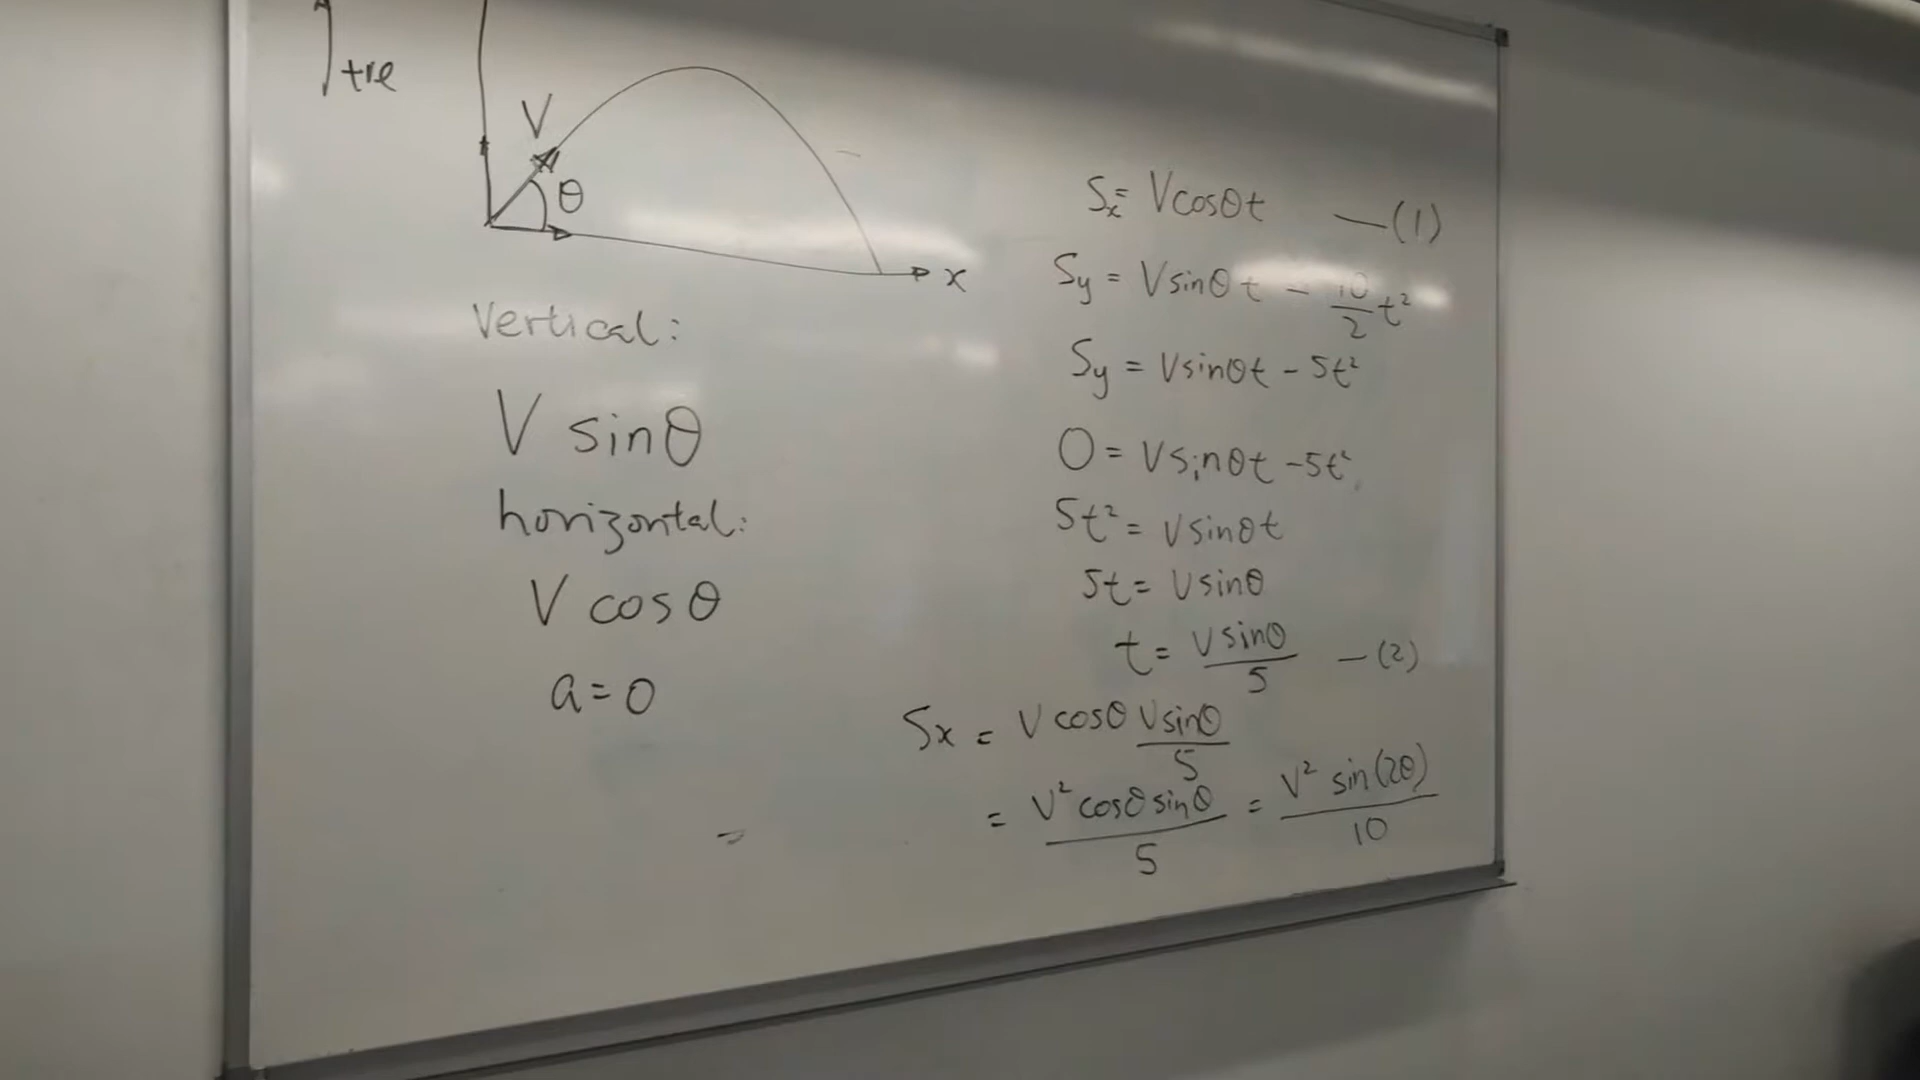 +ve
V
θ
x
Vertical:
V sinθ
horizontal:
V cosθ
a = 0
Sx = Vcosθt —(1)
Sy = Vsinθt - 10/2 t²
Sy = Vsinθt - 5t²
0 = Vsinθt - 5t²
5t² = Vsinθt
5t = Vsinθ
t = Vsinθ/5 —(2)
Sx = Vcosθ Vsinθ/5
= V²cosθsinθ/5 = V² sin(2θ)/10
=